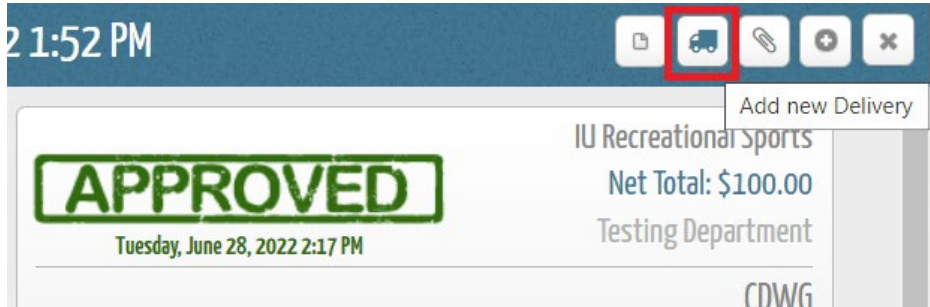 2 1:52 PM
Add new Delivery
IU Recreational Sports
APPROVED
Net Total: $100.00
Tuesday, June 28, 2022 2:17 PM
Testing Department
CDWG